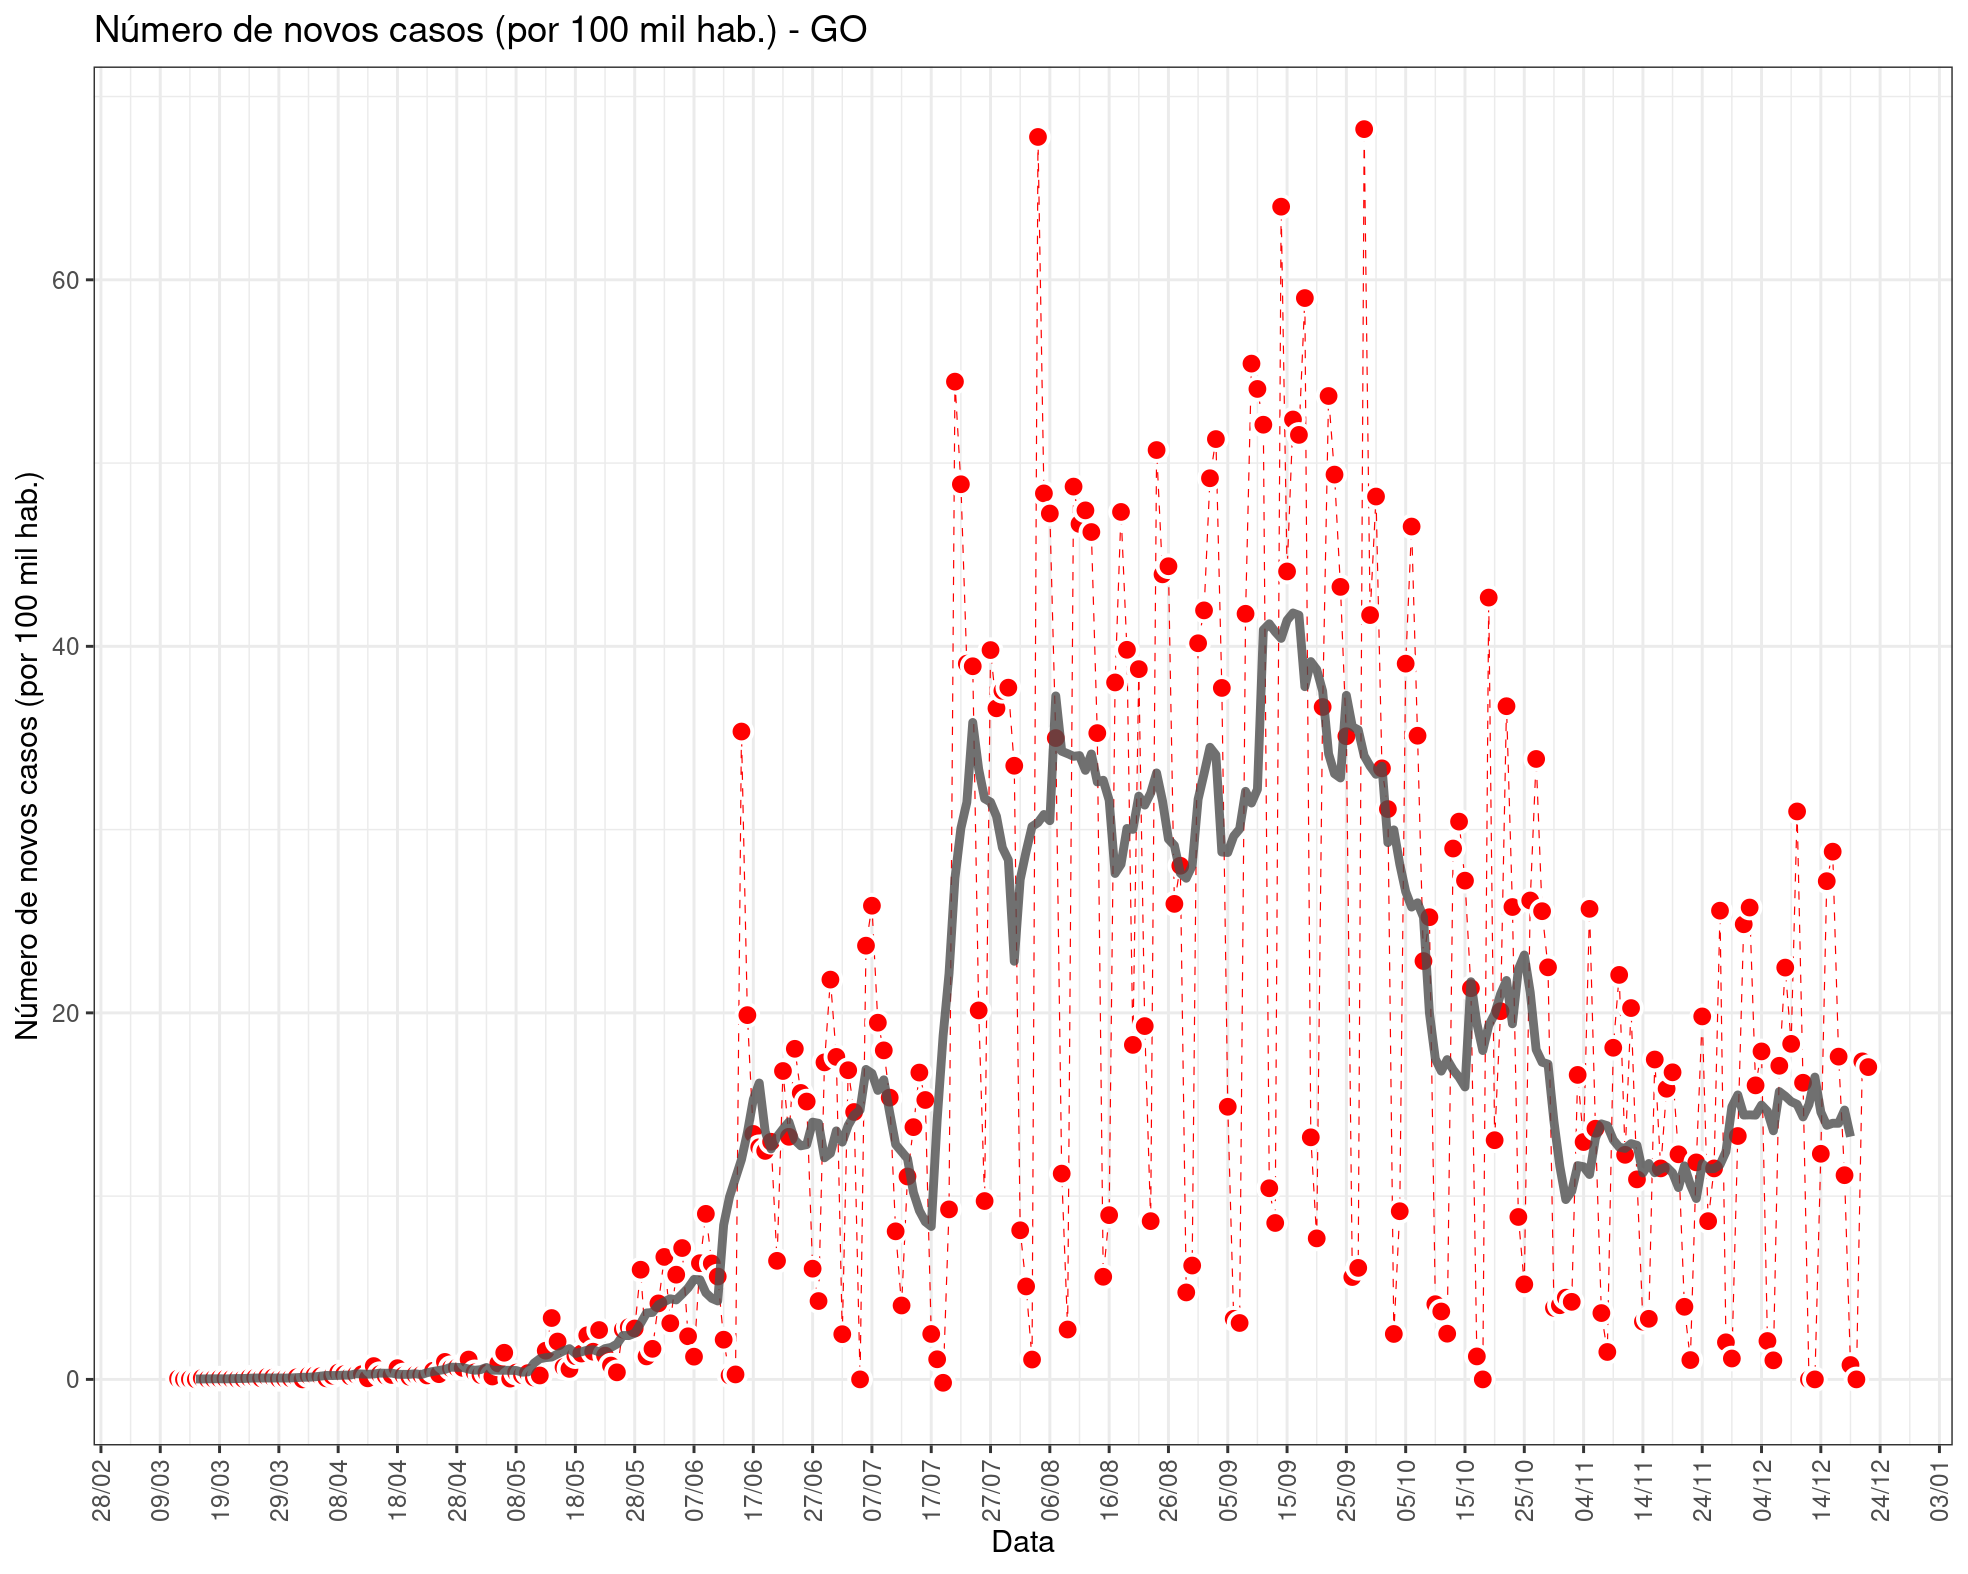 Número de novos casos (por 100 mil hab.) - GO
Número de novos casos (por 100 mil hab.)
60
40
20
0
28/02 09/03 19/03 29/03 08/04 18/04 28/04 08/05 18/05 28/05 07/06 17/06 27/06 07/07 17/07 27/07 06/08 16/08 26/08 05/09 15/09 25/09 05/10 15/10 25/10 04/11 14/11 24/11 04/12 14/12 24/12 03/01
Data